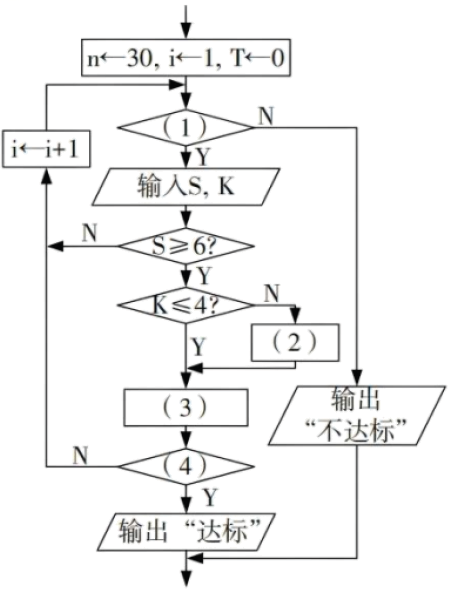 n←30, i←1, T←0
(1)
N
Y
i←i+1
输入S, K
S≥6?
N
Y
K≤4?
N
Y
(2)
(3)
输出
“不达标”
(4)
N
Y
输出“达标”